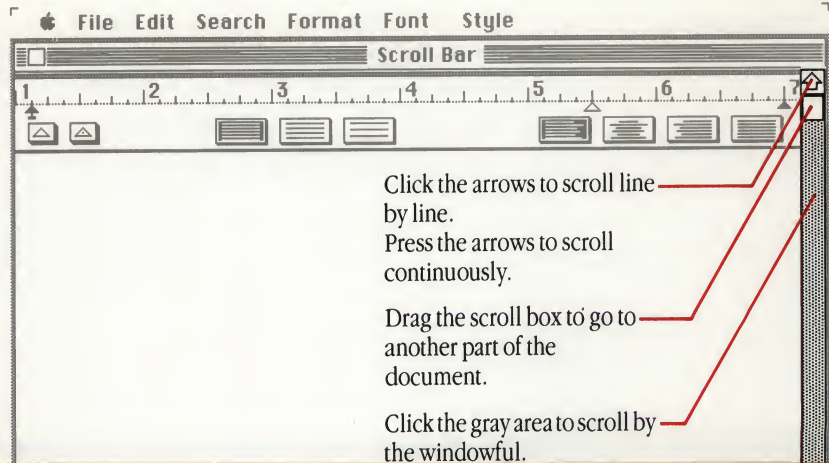 File Edit Search Format Font Style
Scroll Bar
1 2 3 4 5 6 7
Click the arrows to scroll line
by line.
Press the arrows to scroll
continuously.
Drag the scroll box to go to
another part of the
document.
Click the gray area to scroll by
the windowful.